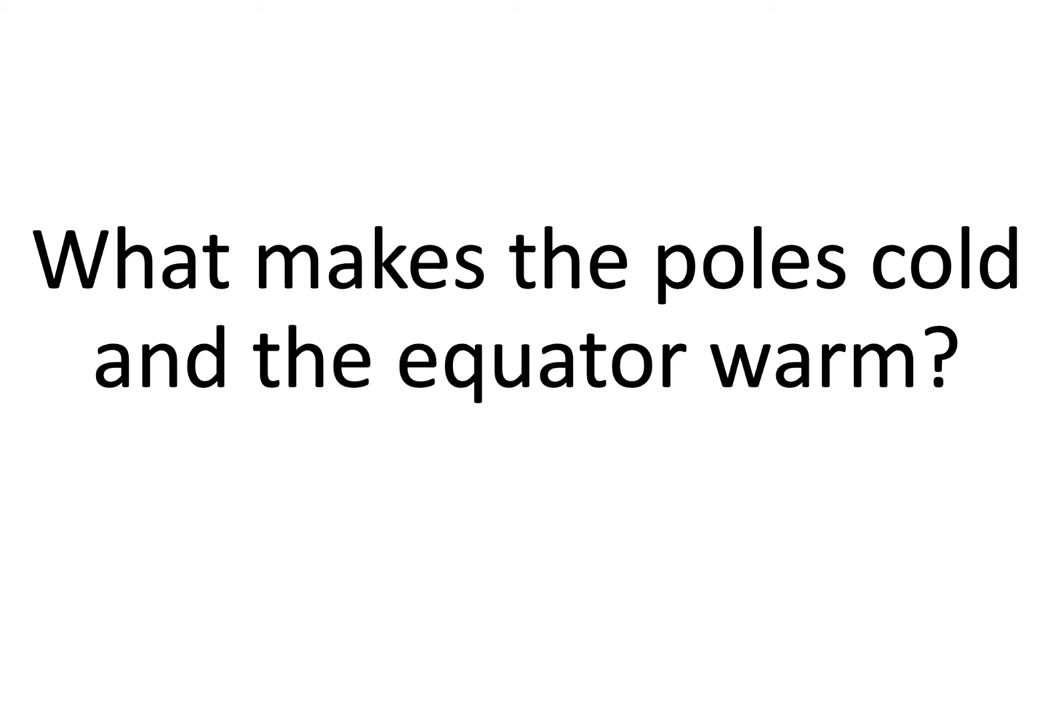 What makes the poles cold
and the equator warm?